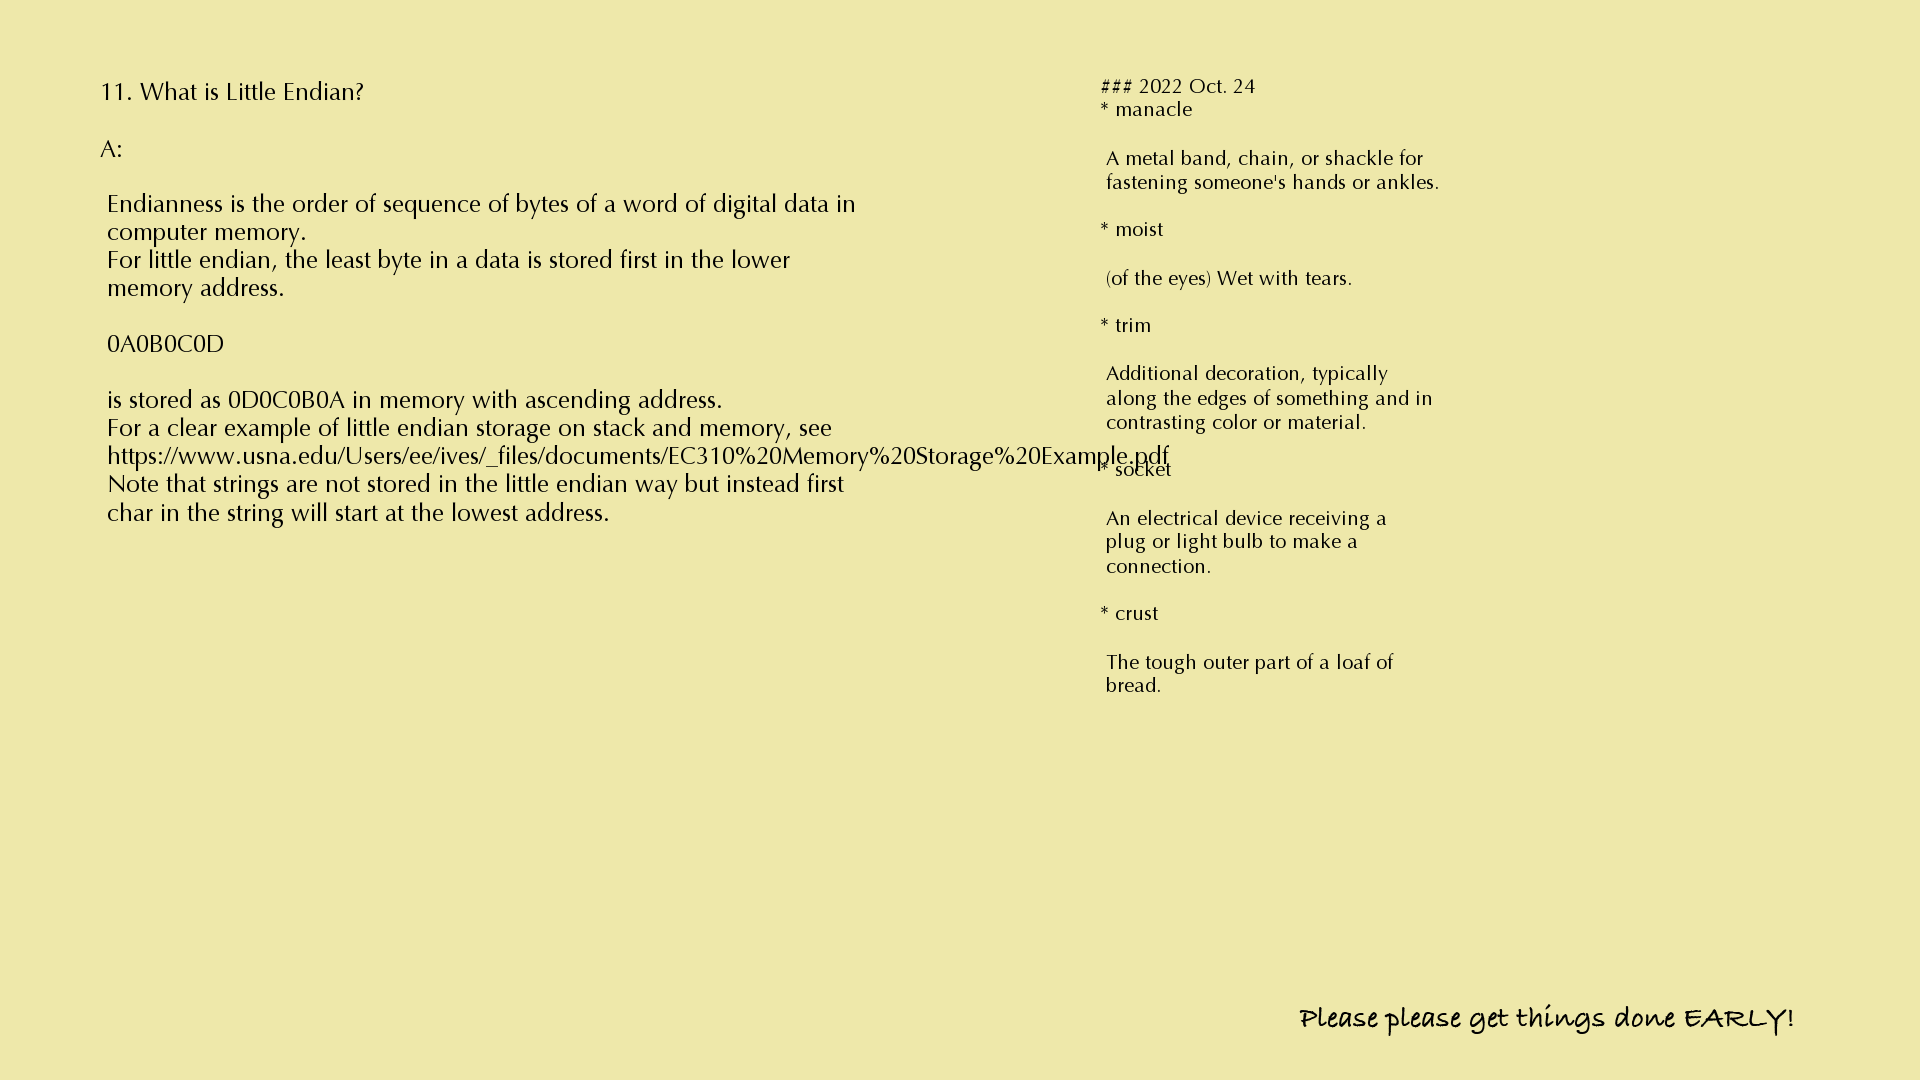 11. What is Little Endian?
A:
Endianness is the order of sequence of bytes of a word of digital data in
computer memory.
For little endian, the least byte in a data is stored first in the lower
memory address.
0A0B0C0D
is stored as 0D0C0B0A in memory with ascending address.
For a clear example of little endian storage on stack and memory, see
https://www.usna.edu/Users/ee/ives/_files/documents/EC310%20Memory%20Storage%20Example.pdf
Note that strings are not stored in the little endian way but instead first
char in the string will start at the lowest address.
### 2022 Oct. 24
* manacle
A metal band, chain, or shackle for
fastening someone's hands or ankles.
* moist
(of the eyes) Wet with tears.
* trim
Additional decoration, typically
along the edges of something and in
contrasting color or material.
* socket
An electrical device receiving a
plug or light bulb to make a
connection.
* crust
The tough outer part of a loaf of
bread.
Please please get things done EARLY!